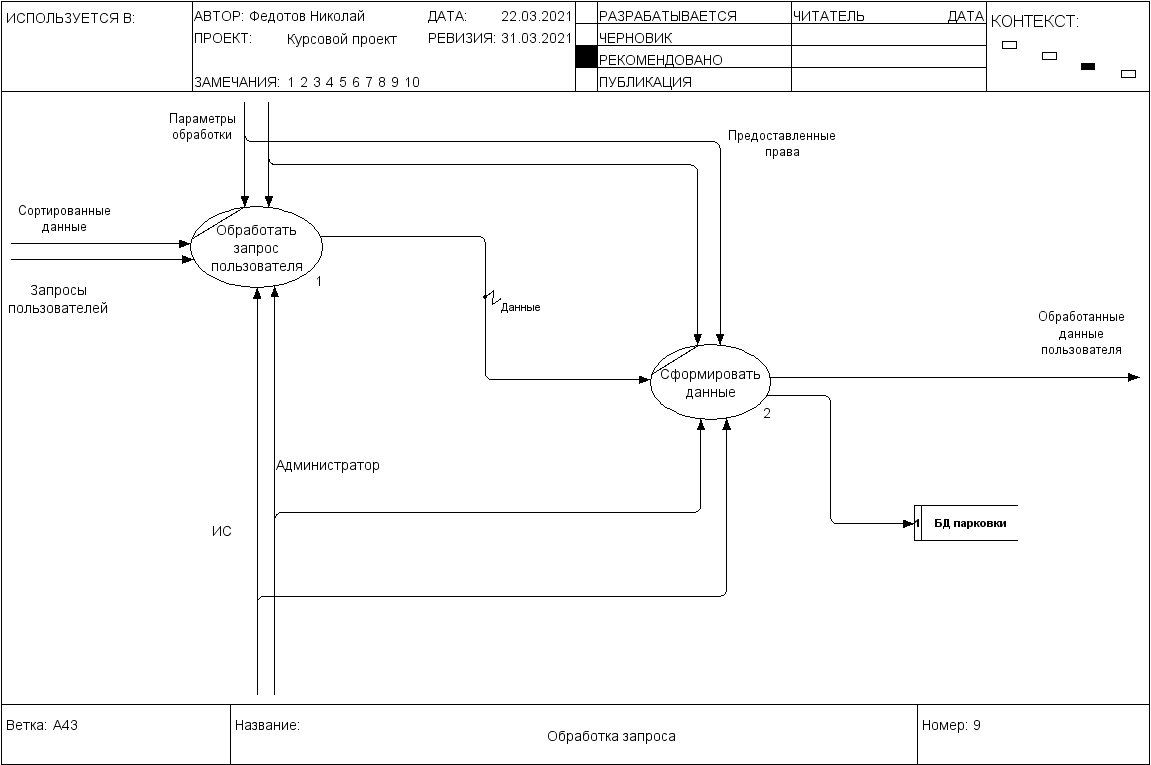 ИСПОЛЬЗУЕТСЯ В:
АВТОР: Федотов Николай
ДАТА: 22.03.2021
ПРОЕКТ: Курсовой проект
РЕВИЗИЯ: 31.03.2021
ЗАМЕЧАНИЯ: 1 2 3 4 5 6 7 8 9 10
РАЗРАБАТЫВАЕТСЯ
ЧЕРНОВИК
РЕКОМЕНДОВАНО
ПУБЛИКАЦИЯ
ЧИТАТЕЛЬ
ДАТА
КОНТЕКСТ:
Параметры
обработки
Предоставленные
права
Сортированные
данные
Обработать
запрос
пользователя
1
Запросы
пользователей
Данные
Обработанные
данные
пользователя
Сформировать
данные
2
Администратор
ИС
1
БД парковки
Ветка: A43
Название:
Обработка запроса
Номер: 9